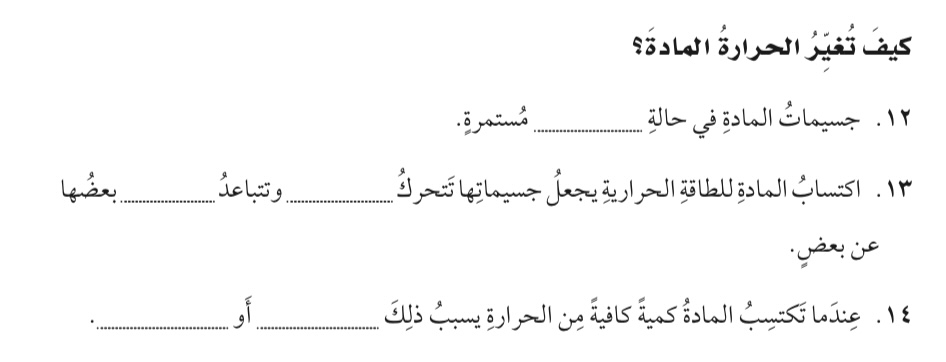 كيفَ تُغيّرُ الحرارةُ المادةَ؟
١٢. جسيماتُ المادةِ في حالةِ ............ مُستمرةٍ.
١٣. اكتسابُ المادةِ للطاقةِ الحراريةِ يجعلُ جسيماتِها تَتحركُ ............ وتتباعدُ ............ بعضُها
عن بعضٍ.
١٤. عِندَما تَكتسِبُ المادةُ كميةً كافيةً مِن الحرارةِ يسببُ ذلِكَ ............ أَو ............ .